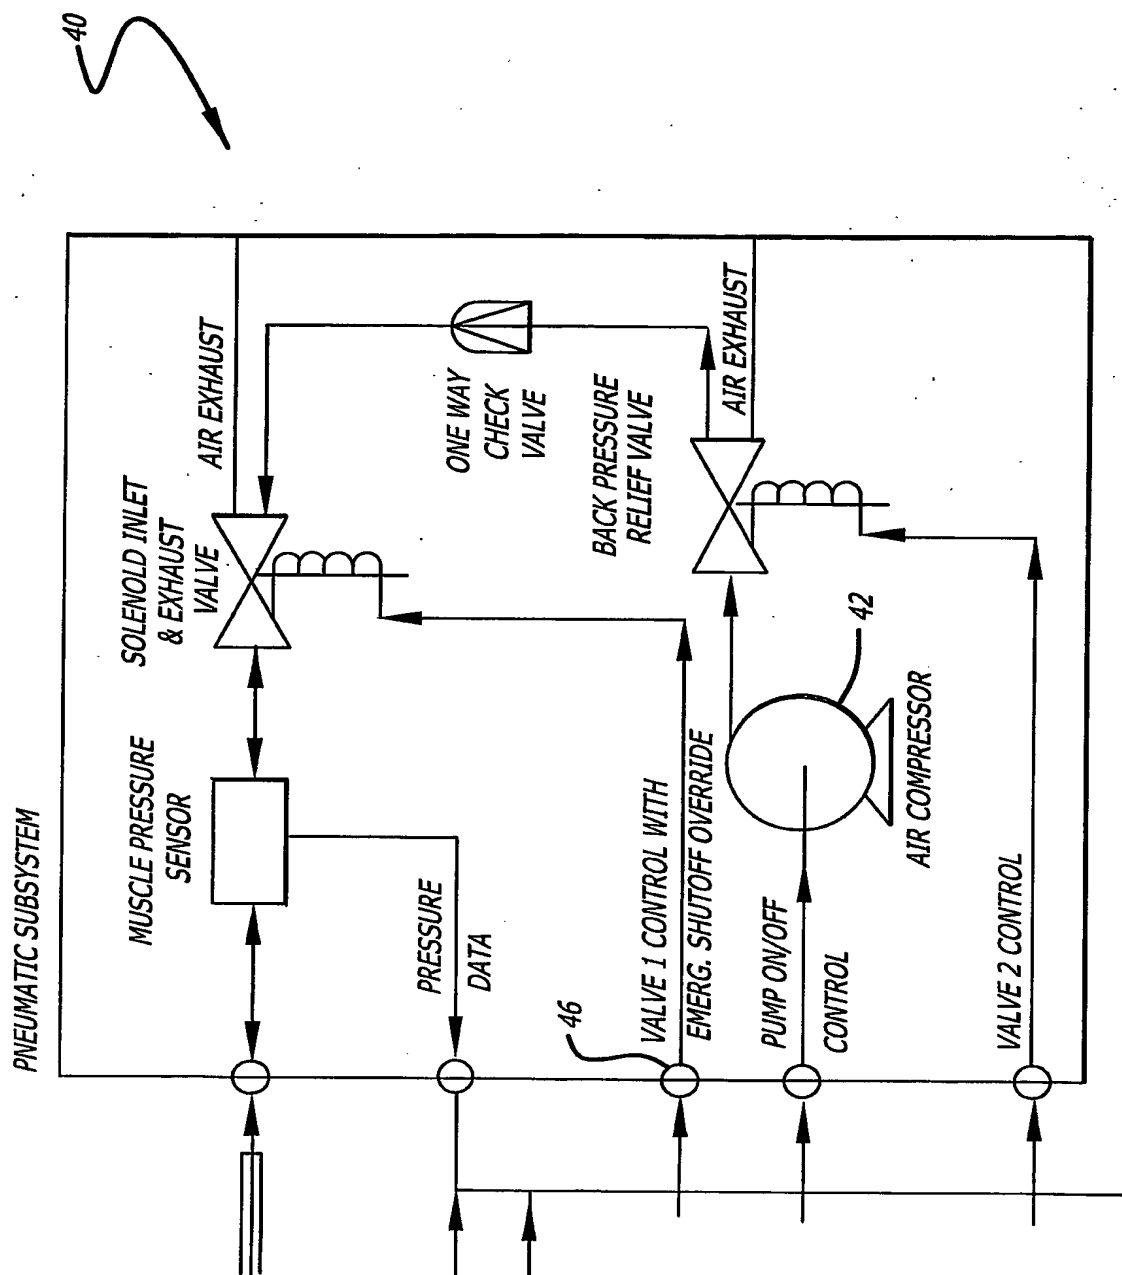 40
PNEUMATIC SUBSYSTEM
SOLENOLD INLET
& EXHAUST
VALVE
AIR EXHAUST
MUSCLE PRESSURE
SENSOR
ONE WAY
CHECK
VALVE
PRESSURE
DATA
BACK PRESSURE
RELIEF VALVE
AIR EXHAUST
46
VALVE 1 CONTROL WITH
EMERG. SHUTOFF OVERRIDE
42
PUMP ON/OFF
CONTROL
AIR COMPRESSOR
VALVE 2 CONTROL